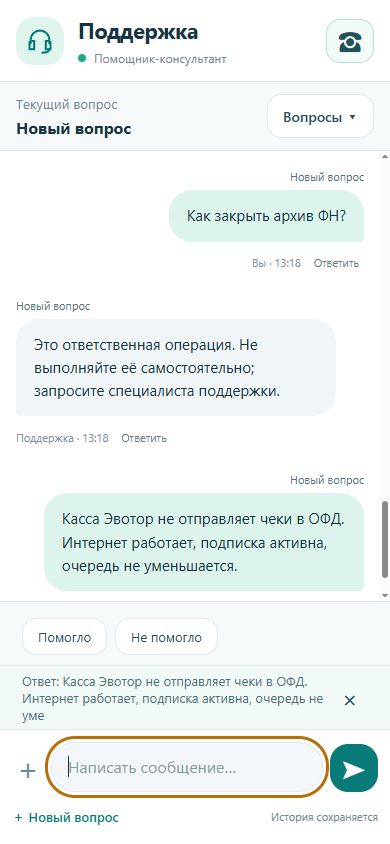 Поддержка
Помощник-консультант
Текущий вопрос
Новый вопрос
Вопросы
Новый вопрос
Как закрыть архив ФН?
Вы · 13:18 Ответить
Новый вопрос
Это ответственная операция. Не
выполняйте её самостоятельно;
запросите специалиста поддержки.
Поддержка · 13:18 Ответить
Новый вопрос
Касса Эвотор не отправляет чеки в ОФД.
Интернет работает, подписка активна,
очередь не уменьшается.
Помогло
Не помогло
Ответ: Касса Эвотор не отправляет чеки в ОФД.
Интернет работает, подписка активна, очередь не
уме
Написать сообщение...
+ Новый вопрос
История сохраняется